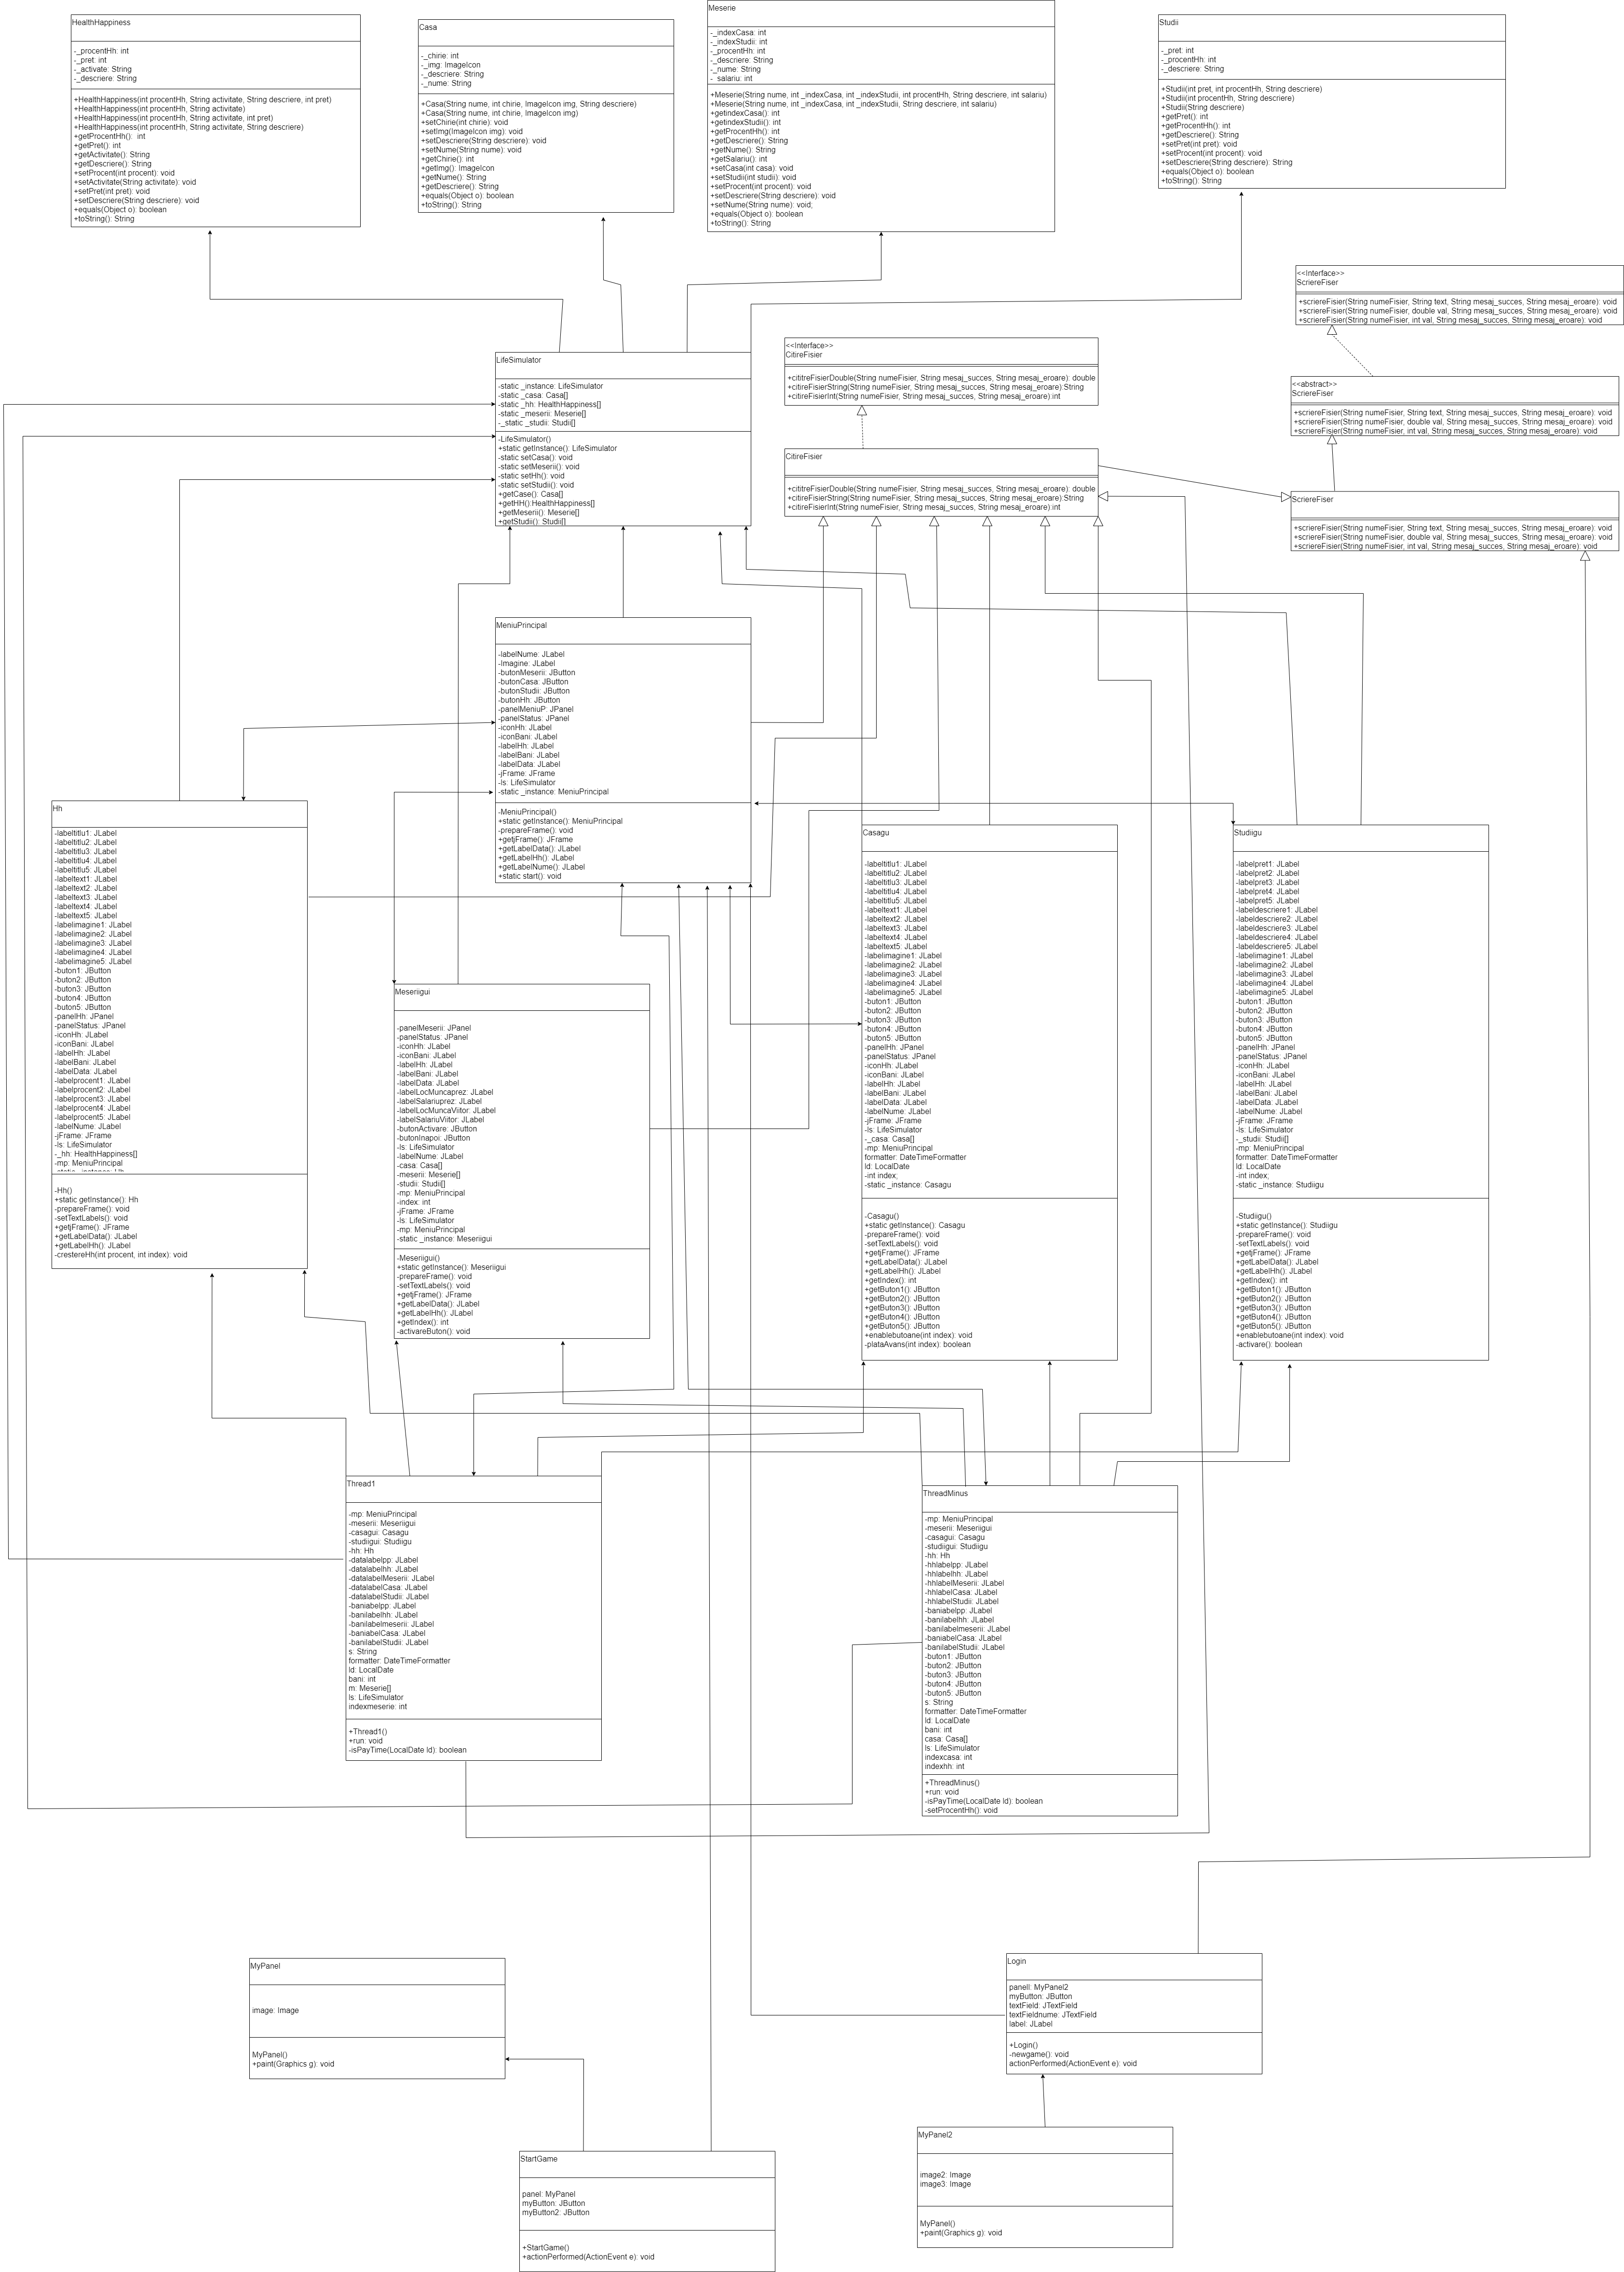 HealthHappiness
-_procentHh: int
-_pret: int
-_activate: String
-_descriere: String
+HealthHappiness(int procentHh, String activitate, String descriere, int pret)
+HealthHappiness(int procentHh, String activitate)
+HealthHappiness(int procentHh, String activitate, int pret)
+HealthHappiness(int procentHh, String activitate, String descriere)
+getProcentHh(): int
+getPret(): int
+getActivitate(): String
+getDescriere(): String
+setProcent(int procent): void
+setActivitate(String activitate): void
+setPret(int pret): void
+setDescriere(String descriere): void
+equals(Object o): boolean
+toString(): String
Casa
-_chirie: int
-_img: ImageIcon
-_descriere: String
-_nume: String
+Casa(String nume, int chirie, ImageIcon img, String descriere)
+Casa(String nume, int chirie, ImageIcon img)
+setChirie(int chirie): void
+setImg(ImageIcon img): void
+setDescriere(String descriere): void
+setNume(String nume): void
+getChirie(): int
+getImg(): ImageIcon
+getNume(): String
+getDescriere(): String
+equals(Object o): boolean
+toString(): String
Meserie
-_indexCasa: int
-_indexStudii: int
-_procentHh: int
-_descriere: String
-_nume: String
-_salariu: int
+Meserie(String nume, int _indexCasa, int _indexStudii, int procentHh, String descriere, int salariu)
+Meserie(String nume, int _indexCasa, int _indexStudii, String descriere, int salariu)
+getindexCasa(): int
+getindexStudii(): int
+getProcentHh(): int
+getDescriere(): String
+getNume(): String
+getSalariu(): int
+setCasa(int casa): void
+setStudii(int studii): void
+setProcent(int procent): void
+setDescriere(String descriere): void
+setNume(String nume): void;
+equals(Object o): boolean
+toString(): String
Studii
-_pret: int
-_procentHh: int
-_descriere: String
+Studii(int pret, int procentHh, String descriere)
+Studii(int procentHh, String descriere)
+Studii(String descriere)
+getPret(): int
+getProcentHh(): int
+getDescriere(): String
+setPret(int pret): void
+setProcent(int procent): void
+setDescriere(String descriere): String
+equals(Object o): boolean
+toString(): String
<<Interface>>
ScriereFiser
+scriereFisier(String numeFisier, String text, String mesaj_succes, String mesaj_eroare): void
+scriereFisier(String numeFisier, double val, String mesaj_succes, String mesaj_eroare): void
+scriereFisier(String numeFisier, int val, String mesaj_succes, String mesaj_eroare): void
LifeSimulator
-static _instance: LifeSimulator
-static _casa: Casa[]
-static _hh: HealthHappiness[]
-static _meserii: Meserie[]
-_static _studii: Studii[]
-LifeSimulator()
+static getInstance(): LifeSimulator
-static setCasa(): void
-static setMeserii(): void
-static setHh(): void
-static setStudii(): void
+getCase(): Casa[]
+getHH():HealthHappiness[]
+getMeserii(): Meserie[]
+getStudii(): Studii[]
<<Interface>>
CitireFisier
+cititreFisierDouble(String numeFisier, String mesaj_succes, String mesaj_eroare): double
+citireFisierString(String numeFisier, String mesaj_succes, String mesaj_eroare):String
+citireFisierInt(String numeFisier, String mesaj_succes, String mesaj_eroare):int
<<abstract>>
ScriereFiser
+scriereFisier(String numeFisier, String text, String mesaj_succes, String mesaj_eroare): void
+scriereFisier(String numeFisier, double val, String mesaj_succes, String mesaj_eroare): void
+scriereFisier(String numeFisier, int val, String mesaj_succes, String mesaj_eroare): void
CitireFisier
+cititreFisierDouble(String numeFisier, String mesaj_succes, String mesaj_eroare): double
+citireFisierString(String numeFisier, String mesaj_succes, String mesaj_eroare):String
+citireFisierInt(String numeFisier, String mesaj_succes, String mesaj_eroare):int
ScriereFiser
+scriereFisier(String numeFisier, String text, String mesaj_succes, String mesaj_eroare): void
+scriereFisier(String numeFisier, double val, String mesaj_succes, String mesaj_eroare): void
+scriereFisier(String numeFisier, int val, String mesaj_succes, String mesaj_eroare): void
MeniuPrincipal
-labelNume: JLabel
-Imagine: JLabel
-butonMeserii: JButton
-butonCasa: JButton
-butonStudii: JButton
-butonHh: JButton
-panelMeniuP: JPanel
-panelStatus: JPanel
-iconHh: JLabel
-iconBani: JLabel
-labelHh: JLabel
-labelBani: JLabel
-labelData: JLabel
-jFrame: JFrame
-ls: LifeSimulator
-static _instance: MeniuPrincipal
-MeniuPrincipal()
+static getInstance(): MeniuPrincipal
-prepareFrame(): void
+getjFrame(): JFrame
+getLabelData(): JLabel
+getLabelHh(): JLabel
+getLabelNume(): JLabel
+static start(): void
Hh
-labeltitlu1: JLabel
-labeltitlu2: JLabel
-labeltitlu3: JLabel
-labeltitlu4: JLabel
-labeltitlu5: JLabel
-labeltext1: JLabel
-labeltext2: JLabel
-labeltext3: JLabel
-labeltext4: JLabel
-labeltext5: JLabel
-labelimagine1: JLabel
-labelimagine2: JLabel
-labelimagine3: JLabel
-labelimagine4: JLabel
-labelimagine5: JLabel
-buton1: JButton
-buton2: JButton
-buton3: JButton
-buton4: JButton
-buton5: JButton
-panelHh: JPanel
-panelStatus: JPanel
-iconHh: JLabel
-iconBani: JLabel
-labelHh: JLabel
-labelBani: JLabel
-labelData: JLabel
-labelprocent1: JLabel
-labelprocent2: JLabel
-labelprocent3: JLabel
-labelprocent4: JLabel
-labelprocent5: JLabel
-labelNume: JLabel
-jFrame: JFrame
-ls: LifeSimulator
-_hh: HealthHappiness[]
-mp: MeniuPrincipal
-static _instance: Hh
-Hh()
+static getInstance(): Hh
-prepareFrame(): void
-setTextLabels(): void
+getjFrame(): JFrame
+getLabelData(): JLabel
+getLabelHh(): JLabel
-crestereHh(int procent, int index): void
Casagu
-labeltitlu1: JLabel
-labeltitlu2: JLabel
-labeltitlu3: JLabel
-labeltitlu4: JLabel
-labeltitlu5: JLabel
-labeltext1: JLabel
-labeltext2: JLabel
-labeltext3: JLabel
-labeltext4: JLabel
-labeltext5: JLabel
-labelimagine1: JLabel
-labelimagine2: JLabel
-labelimagine3: JLabel
-labelimagine4: JLabel
-labelimagine5: JLabel
-buton1: JButton
-buton2: JButton
-buton3: JButton
-buton4: JButton
-buton5: JButton
-panelHh: JPanel
-panelStatus: JPanel
-iconHh: JLabel
-iconBani: JLabel
-labelHh: JLabel
-labelBani: JLabel
-labelData: JLabel
-labelNume: JLabel
-jFrame: JFrame
-ls: LifeSimulator
-_casa: Casa[]
-mp: MeniuPrincipal
formatter: DateTimeFormatter
ld: LocalDate
-int index;
-static _instance: Casagu
-Casagu()
+static getInstance(): Casagu
-prepareFrame(): void
-setTextLabels(): void
+getjFrame(): JFrame
+getLabelData(): JLabel
+getLabelHh(): JLabel
+getIndex(): int
+getButon1(): JButton
+getButon2(): JButton
+getButon3(): JButton
+getButon4(): JButton
+getButon5(): JButton
+enablebutoane(int index): void
-plataAvans(int index): boolean
Studiigu
-labelpret1: JLabel
-labelpret2: JLabel
-labelpret3: JLabel
-labelpret4: JLabel
-labelpret5: JLabel
-labeldescriere1: JLabel
-labeldescriere2: JLabel
-labeldescriere3: JLabel
-labeldescriere4: JLabel
-labeldescriere5: JLabel
-labelimagine1: JLabel
-labelimagine2: JLabel
-labelimagine3: JLabel
-labelimagine4: JLabel
-labelimagine5: JLabel
-buton1: JButton
-buton2: JButton
-buton3: JButton
-buton4: JButton
-buton5: JButton
-panelHh: JPanel
-panelStatus: JPanel
-iconHh: JLabel
-iconBani: JLabel
-labelHh: JLabel
-labelBani: JLabel
-labelData: JLabel
-labelNume: JLabel
-jFrame: JFrame
-ls: LifeSimulator
-_studii: Studii[]
-mp: MeniuPrincipal
formatter: DateTimeFormatter
ld: LocalDate
-int index;
-static _instance: Studiigu
-Studiigu()
+static getInstance(): Studiigu
-prepareFrame(): void
-setTextLabels(): void
+getjFrame(): JFrame
+getLabelData(): JLabel
+getLabelHh(): JLabel
+getIndex(): int
+getButon1(): JButton
+getButon2(): JButton
+getButon3(): JButton
+getButon4(): JButton
+getButon5(): JButton
+enablebutoane(int index): void
-activare(): boolean
Meseriigui
-panelMeserii: JPanel
-panelStatus: JPanel
-iconHh: JLabel
-iconBani: JLabel
-labelHh: JLabel
-labelBani: JLabel
-labelData: JLabel
-labelLocMuncaprez: JLabel
-labelSalariuprez: JLabel
-labelLocMuncaViitor: JLabel
-labelSalariuViitor: JLabel
-butonActivare: JButton
-butonInapoi: JButton
-ls: LifeSimulator
-labelNume: JLabel
-casa: Casa[]
-meserii: Meserie[]
-studii: Studii[]
-mp: MeniuPrincipal
-index: int
-jFrame: JFrame
-ls: LifeSimulator
-mp: MeniuPrincipal
-static _instance: Meseriigui
-Meseriigui()
+static getInstance(): Meseriigui
-prepareFrame(): void
-setTextLabels(): void
+getjFrame(): JFrame
+getLabelData(): JLabel
+getLabelHh(): JLabel
+getIndex(): int
-activareButon(): void
Thread1
-mp: MeniuPrincipal
-meserii: Meseriigui
-casagui: Casagu
-studiigui: Studiigu
-hh: Hh
-datalabelpp: JLabel
-datalabelhh: JLabel
-datalabelMeserii: JLabel
-datalabelCasa: JLabel
-datalabelStudii: JLabel
-baniabelpp: JLabel
-banilabelhh: JLabel
-banilabelmeserii: JLabel
-baniabelCasa: JLabel
-banilabelStudii: JLabel
s: String
formatter: DateTimeFormatter
ld: LocalDate
bani: int
m: Meserie[]
ls: LifeSimulator
indexmeserie: int
+Thread1()
+run: void
-isPayTime(LocalDate ld): boolean
ThreadMinus
-mp: MeniuPrincipal
-meserii: Meseriigui
-casagui: Casagu
-studiigui: Studiigu
-hh: Hh
-hhlabelpp: JLabel
-hhlabelhh: JLabel
-hhlabelMeserii: JLabel
-hhlabelCasa: JLabel
-hhlabelStudii: JLabel
-baniabelpp: JLabel
-banilabelhh: JLabel
-banilabelmeserii: JLabel
-baniabelCasa: JLabel
-banilabelStudii: JLabel
-buton1: JButton
-buton2: JButton
-buton3: JButton
-buton4: JButton
-buton5: JButton
s: String
formatter: DateTimeFormatter
ld: LocalDate
bani: int
casa: Casa[]
ls: LifeSimulator
indexcasa: int
indexhh: int
+ThreadMinus()
+run: void
-isPayTime(LocalDate ld): boolean
-setProcentHh(): void
MyPanel
image: Image
MyPanel()
+paint(Graphics g): void
Login
panell: MyPanel2
myButton: JButton
textField: JTextField
textFieldnume: JTextField
label: JLabel
+Login()
-newgame(): void
actionPerformed(ActionEvent e): void
StartGame
panel: MyPanel
myButton: JButton
myButton2: JButton
+StartGame()
+actionPerformed(ActionEvent e): void
MyPanel2
image2: Image
image3: Image
MyPanel()
+paint(Graphics g): void